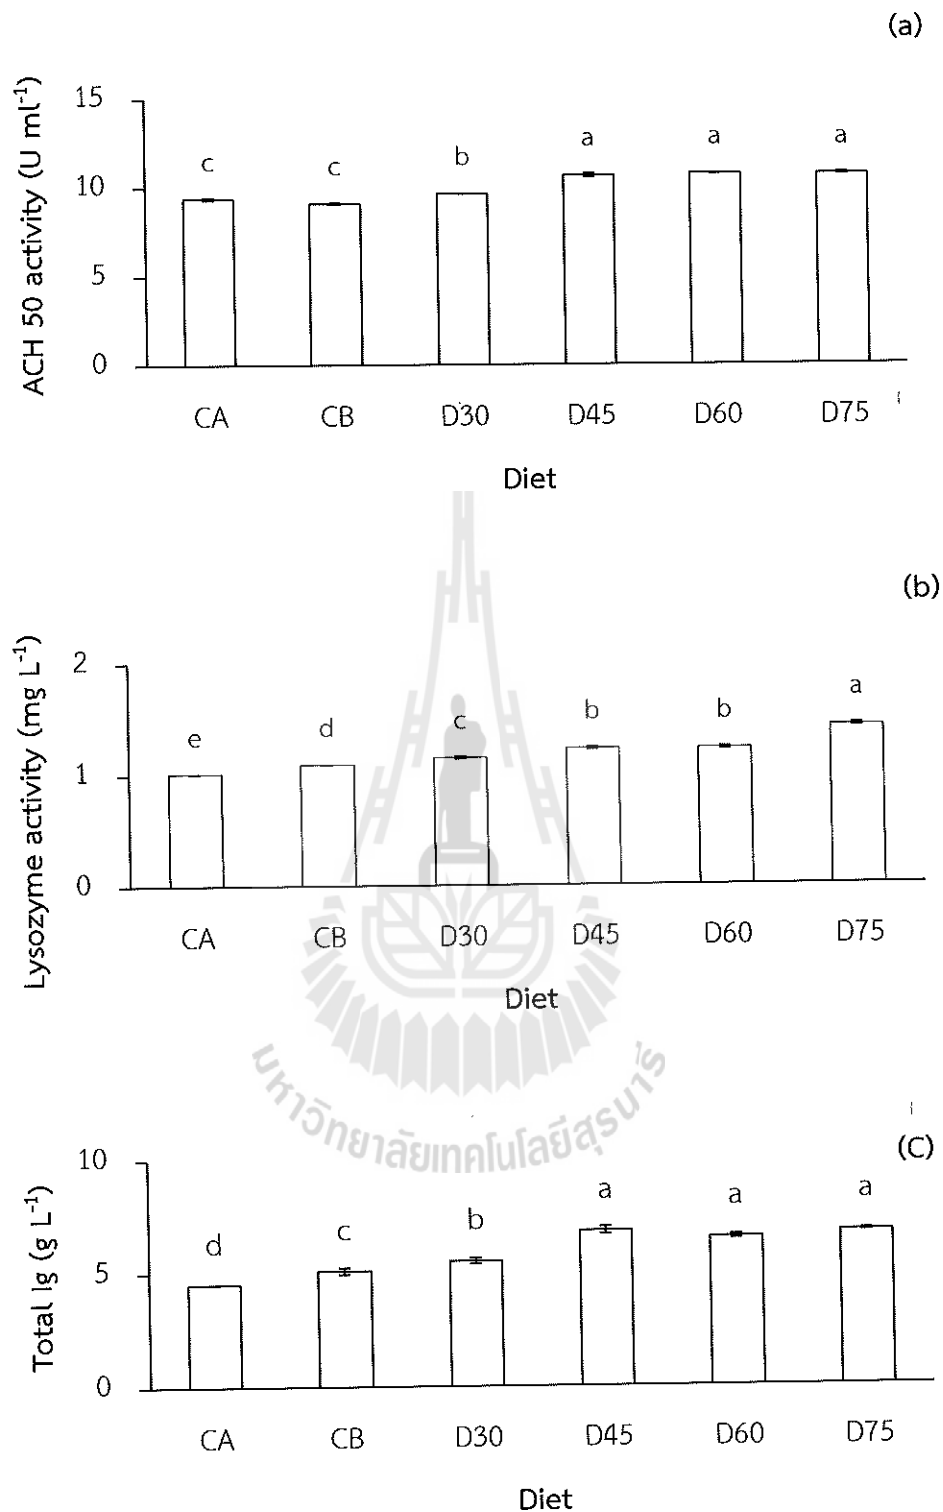 (a)
ACH 50 activity (U ml⁻¹)
15
10
5
0
c c b a a a
CA CB D30 D45 D60 D75
Diet
(b)
Lysozyme activity (mg L⁻¹)
2
1
0
e d c b b a
CA CB D30 D45 D60 D75
Diet
มหาวิทยาลัยเทคโนโลยีสุรนารี
(C)
Total Ig (g L⁻¹)
10
5
0
d c b a a a
CA CB D30 D45 D60 D75
Diet